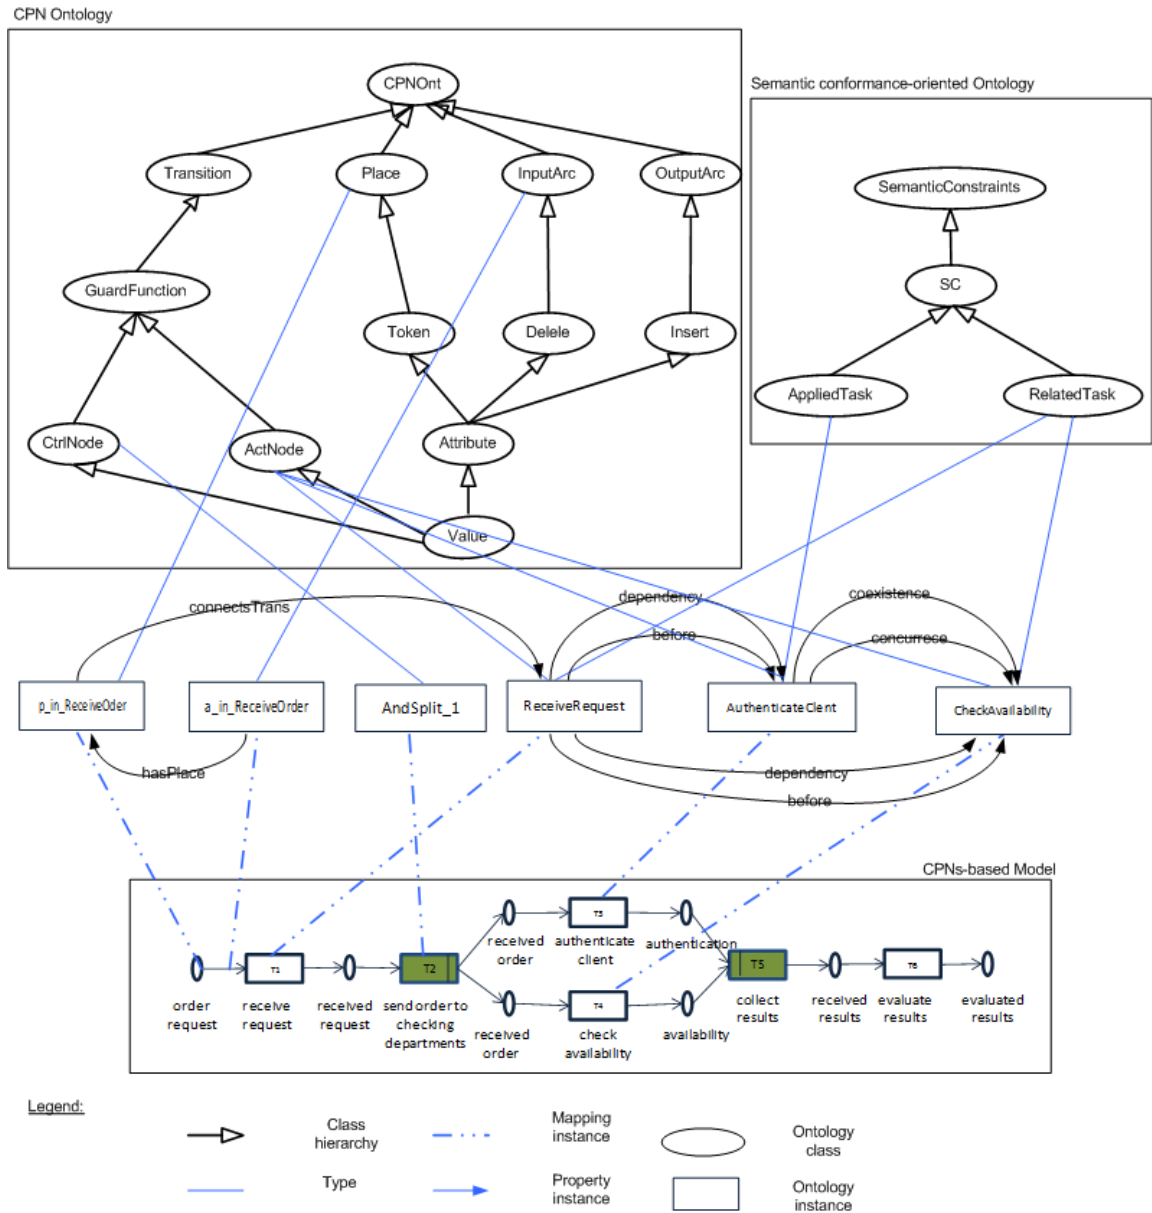 CPN Ontology
CPNOnt
Semantic conformance-oriented Ontology
Transition
Place
InputArc
OutputArc
SemanticConstraints
GuardFunction
SC
Token
Delele
Insert
AppliedTask
RelatedTask
CtrlNode
ActNode
Attribute
Value
connectsTrans
dependency
coexistence
before
concurrece
p_in_ReceiveOder
a_in_ReceiveOrder
AndSplit_1
ReceiveRequest
AuthenticateClent
CheckAvailability
hasPlace
dependency
before
CPNs-based Model
T3
received
order
authenticate
client
authentication
T1
T2
T5
T6
order
request
receive
request
received
request
send order to
checking
departments
T4
received
order
check
availability
availability
collect
results
received
results
evaluate
results
evaluated
results
Legend:
Class
hierarchy
Mapping
instance
Ontology
class
Type
Property
instance
Ontology
instance